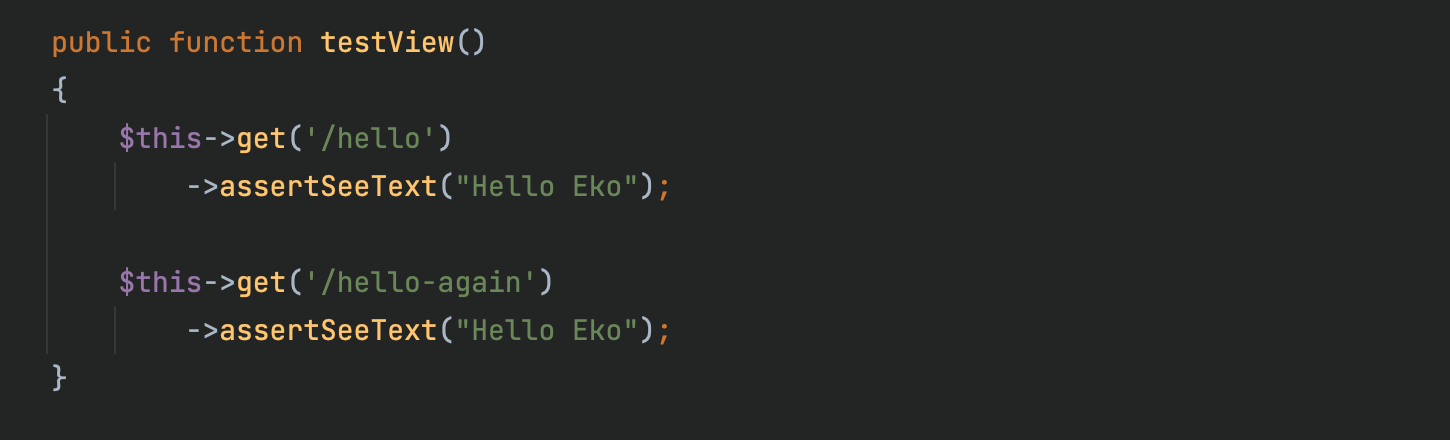 public function testView()
{
    $this->get('/hello')
        ->assertSeeText("Hello Eko");

    $this->get('/hello-again')
        ->assertSeeText("Hello Eko");
}